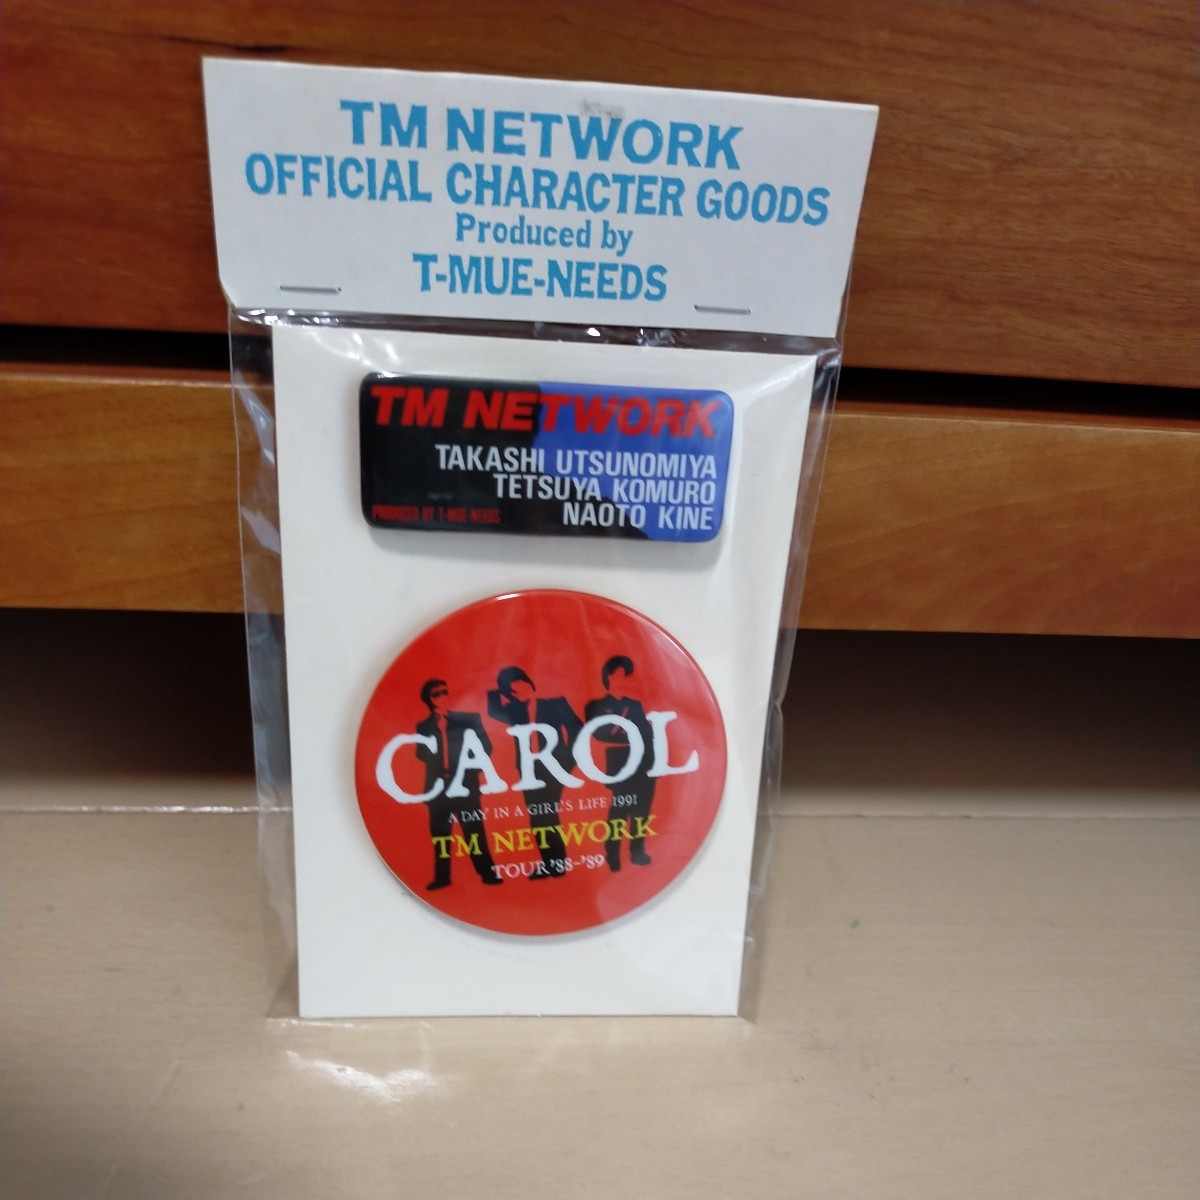 TM NETWORK
OFFICIAL CHARACTER GOODS
Produced by
T-MUE-NEEDS
TM NETWORK
TAKASHI UTSUNOMIYA
TETSUYA KOMURO
NAOTO KINE
PRODUCED BY T-MUE-NEEDS
CAROL
A DAY IN A GIRL'S LIFE 1991
TM NETWORK
TOUR '88-'89